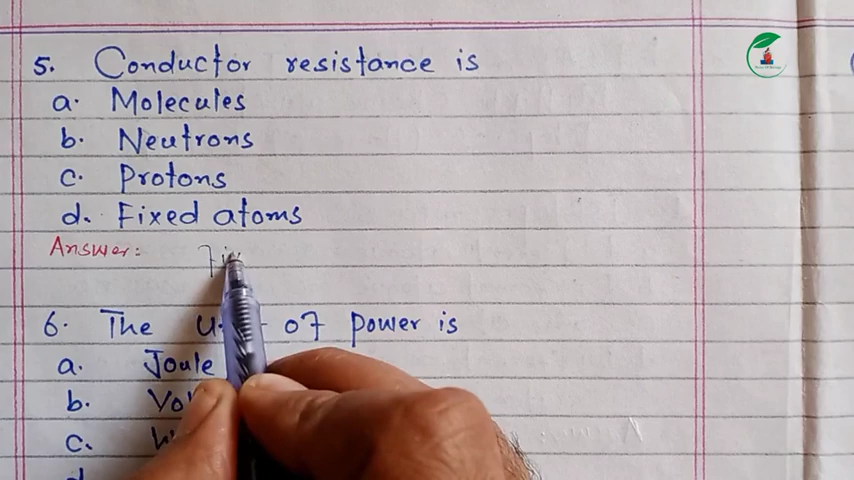 5. Conductor resistance is
a. Molecules
b. Neutrons
c. Protons
d. Fixed atoms
Answer:
6. The of power is
a. Joule
b.
c.